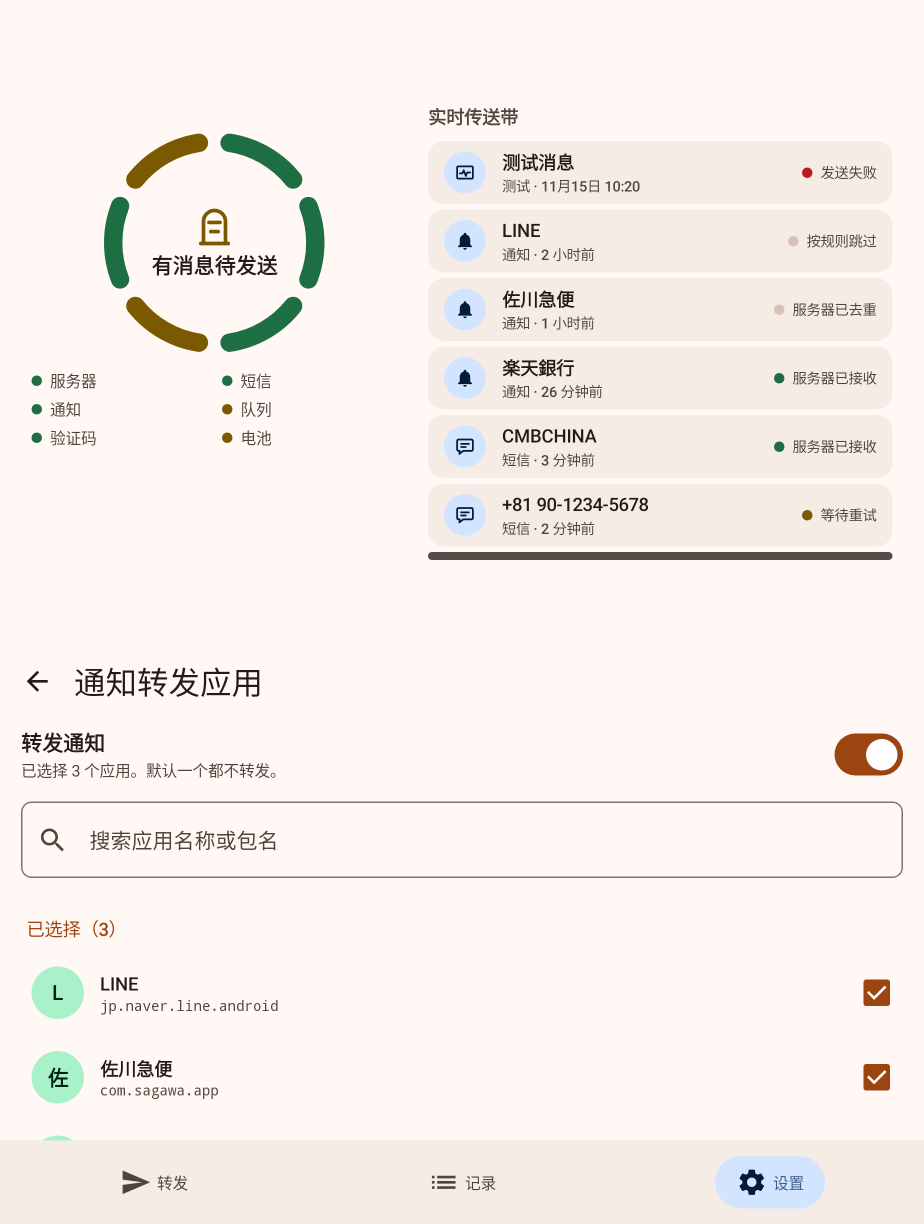 有消息待发送
服务器
短信
通知
队列
验证码
电池
实时传送带
测试消息
测试 · 11月15日 10:20
发送失败
LINE
通知 · 2 小时前
按规则跳过
佐川急便
通知 · 1 小时前
服务器已去重
楽天銀行
通知 · 26 分钟前
服务器已接收
CMBCHINA
短信 · 3 分钟前
服务器已接收
+81 90-1234-5678
短信 · 2 分钟前
等待重试
通知转发应用
转发通知
已选择 3 个应用。默认一个都不转发。
搜索应用名称或包名
已选择（3）
L
LINE
jp.naver.line.android
佐
佐川急便
com.sagawa.app
转发
记录
设置